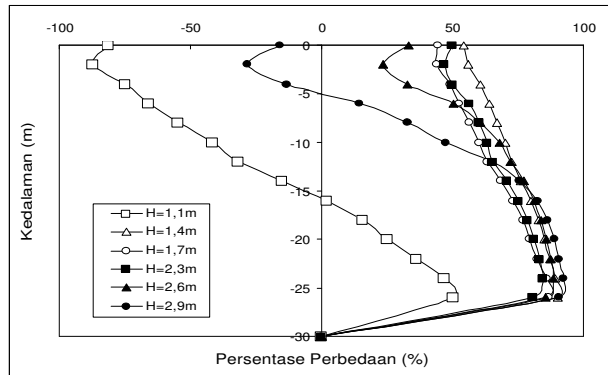 -100 -50 0 50 100
0
-5
-10
-15
-20
-25
-30
Kedalaman (m)
H=1,1m
H=1,4m
H=1,7m
H=2,3m
H=2,6m
H=2,9m
Persentase Perbedaan (%)